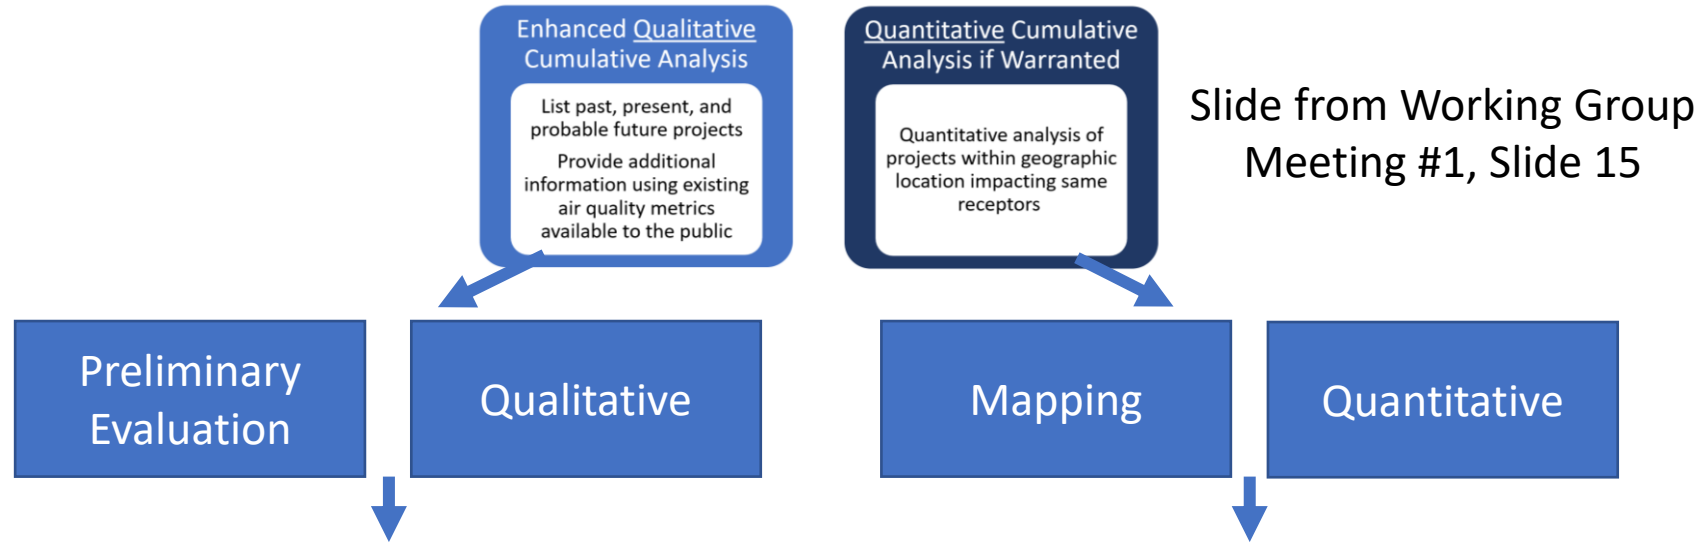 Enhanced Qualitative
Cumulative Analysis
List past, present, and
probable future projects
Provide additional
information using existing
air quality metrics
available to the public
Quantitative Cumulative
Analysis if Warranted
Quantitative analysis of
projects within geographic
location impacting same
receptors
Slide from Working Group
Meeting #1, Slide 15
Preliminary
Evaluation
Qualitative
Mapping
Quantitative